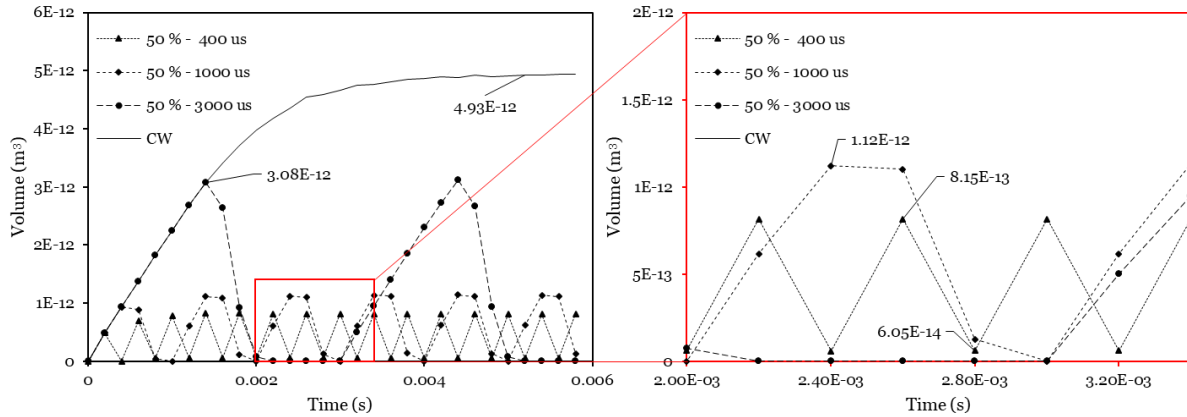 6E-12
5E-12
4E-12
3E-12
2E-12
1E-12
0
Volume (m³)
50 % - 400 us
50 % - 1000 us
50 % - 3000 us
CW
4.93E-12
3.08E-12
0
0.002
0.004
0.006
Time (s)
2E-12
1.5E-12
1E-12
5E-13
0
Volume (m³)
50 % - 400 us
50 % - 1000 us
50 % - 3000 us
CW
1.12E-12
8.15E-13
6.05E-14
2.00E-03
2.40E-03
2.80E-03
3.20E-03
Time (s)